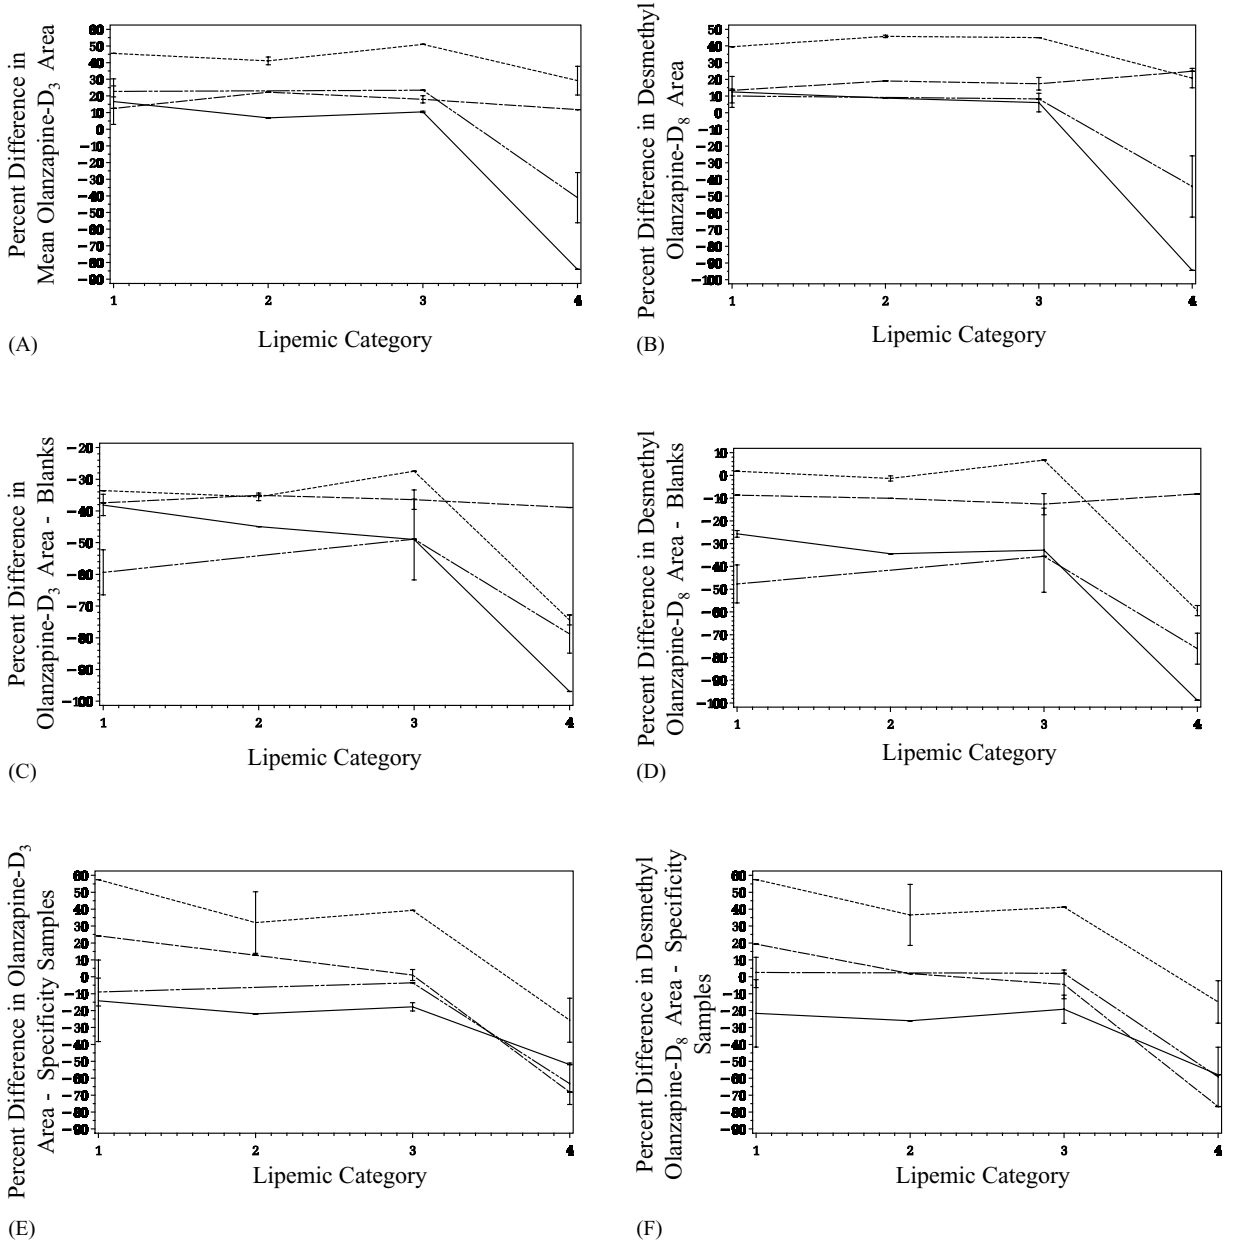 Percent Difference in
Mean Olanzapine-D3 Area
60
50
40
30
20
10
0
-10
-20
-30
-40
-50
-60
-70
-80
-90
1 2 3 4
Lipemic Category
(A)
Percent Difference in Desmethyl
Olanzapine-D8 Area
50
40
30
20
10
0
-10
-20
-30
-40
-50
-60
-70
-80
-90
-100
1 2 3 4
Lipemic Category
(B)
Percent Difference in
Olanzapine-D3 Area - Blanks
-20
-30
-40
-50
-60
-70
-80
-90
-100
1 2 3 4
Lipemic Category
(C)
Percent Difference in Desmethyl
Olanzapine-D8 Area - Blanks
10
0
-10
-20
-30
-40
-50
-60
-70
-80
-90
-100
1 2 3 4
Lipemic Category
(D)
Percent Difference in Olanzapine-D3
Area - Specificity Samples
60
50
40
30
20
10
0
-10
-20
-30
-40
-50
-60
-70
-80
-90
1 2 3 4
Lipemic Category
(E)
Percent Difference in Desmethyl
Olanzapine-D8 Area - Specificity
Samples
60
50
40
30
20
10
0
-10
-20
-30
-40
-50
-60
-70
-80
-90
1 2 3 4
Lipemic Category
(F)